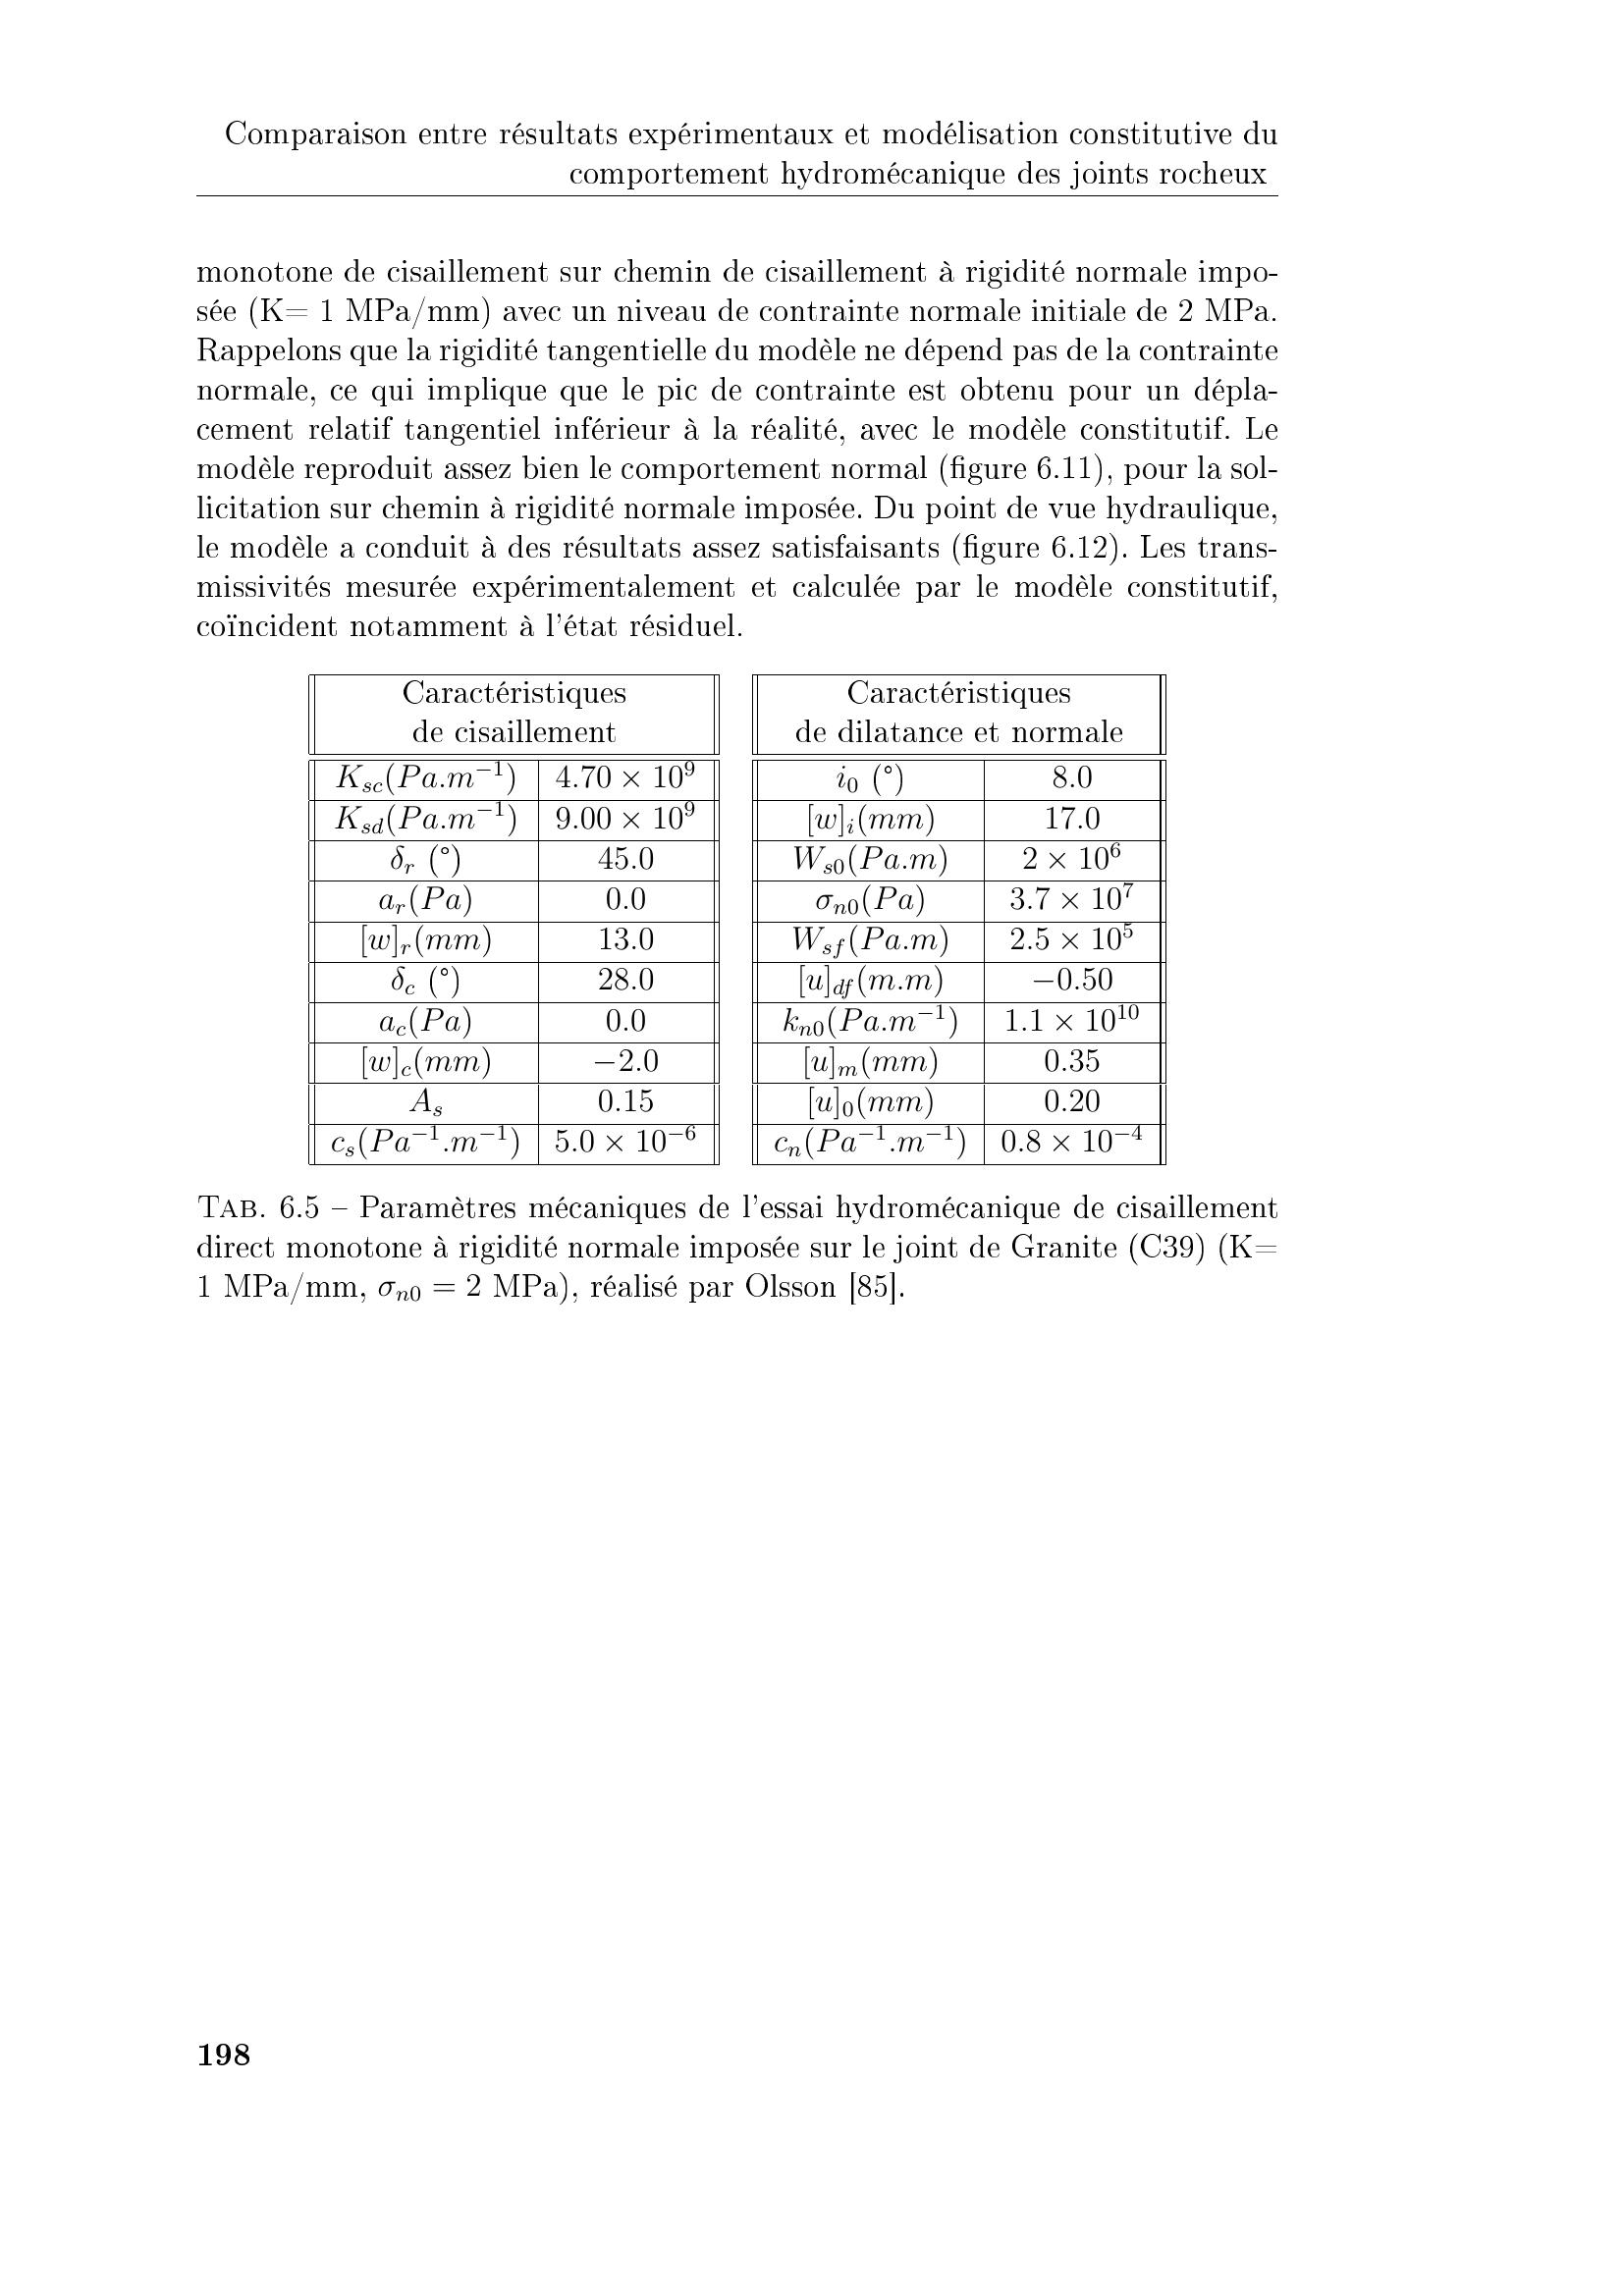 Comparaison entre résultats expérimentaux et modélisation constitutive du
comportement hydromécanique des joints rocheux
monotone de cisaillement sur chemin de cisaillement à rigidité normale impo-
sée (K= 1 MPa/mm) avec un niveau de contrainte normale initiale de 2 MPa.
Rappelons que la rigidité tangentielle du modèle ne dépend pas de la contrainte
normale, ce qui implique que le pic de contrainte est obtenu pour un dépla-
cement relatif tangentiel inférieur à la réalité, avec le modèle constitutif. Le
modèle reproduit assez bien le comportement normal (figure 6.11), pour la sol-
licitation sur chemin à rigidité normale imposée. Du point de vue hydraulique,
le modèle a conduit à des résultats assez satisfaisants (figure 6.12). Les trans-
missivités mesurée expérimentalement et calculée par le modèle constitutif,
coïncident notamment à l'état résiduel.
Caractéristiques
de cisaillement
$K_{sc}(Pa.m^{-1})$ $4.70 \times 10^{9}$
$K_{sd}(Pa.m^{-1})$ $9.00 \times 10^{9}$
$\delta_r$ (°) 45.0
$a_r(Pa)$ 0.0
$[w]_r(mm)$ 13.0
$\delta_c$ (°) 28.0
$a_c(Pa)$ 0.0
$[w]_c(mm)$ −2.0
$A_s$ 0.15
$c_s(Pa^{-1}.m^{-1})$ $5.0 \times 10^{-6}$
Caractéristiques
de dilatance et normale
$i_0$ (°) 8.0
$[w]_i(mm)$ 17.0
$W_{s0}(Pa.m)$ $2 \times 10^{6}$
$\sigma_{n0}(Pa)$ $3.7 \times 10^{7}$
$W_{sf}(Pa.m)$ $2.5 \times 10^{5}$
$[u]_{df}(m.m)$ −0.50
$k_{n0}(Pa.m^{-1})$ $1.1 \times 10^{10}$
$[u]_m(mm)$ 0.35
$[u]_0(mm)$ 0.20
$c_n(Pa^{-1}.m^{-1})$ $0.8 \times 10^{-4}$
TAB. 6.5 – Paramètres mécaniques de l'essai hydromécanique de cisaillement
direct monotone à rigidité normale imposée sur le joint de Granite (C39) (K=
1 MPa/mm, $\sigma_{n0}$ = 2 MPa), réalisé par Olsson [85].
198